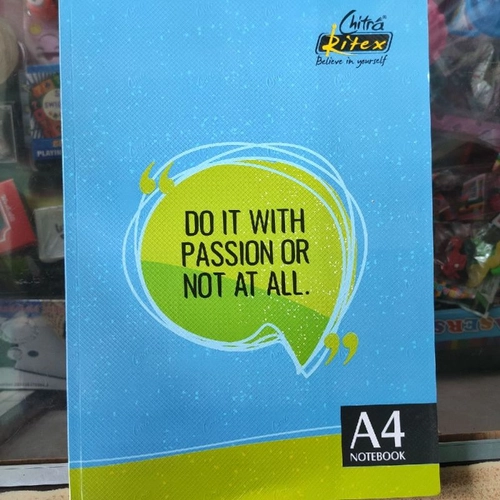 Chitra
Ritex
Believe in yourself
DO IT WITH
PASSION OR
NOT AT ALL.
A4
NOTEBOOK